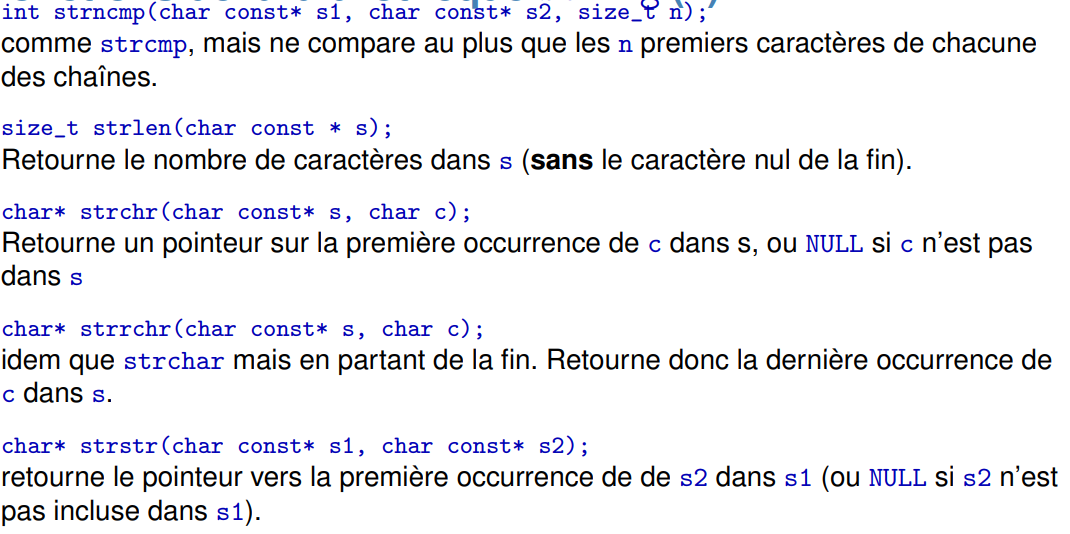 int strncmp(char const* s1, char const* s2, size_t n);
comme strcmp, mais ne compare au plus que les n premiers caractères de chacune
des chaînes.
size_t strlen(char const * s);
Retourne le nombre de caractères dans s (sans le caractère nul de la fin).
char* strchr(char const* s, char c);
Retourne un pointeur sur la première occurrence de c dans s, ou NULL si c n'est pas
dans s
char* strrchr(char const* s, char c);
idem que strchar mais en partant de la fin. Retourne donc la dernière occurrence de
c dans s.
char* strstr(char const* s1, char const* s2);
retourne le pointeur vers la première occurrence de de s2 dans s1 (ou NULL si s2 n'est
pas incluse dans s1).